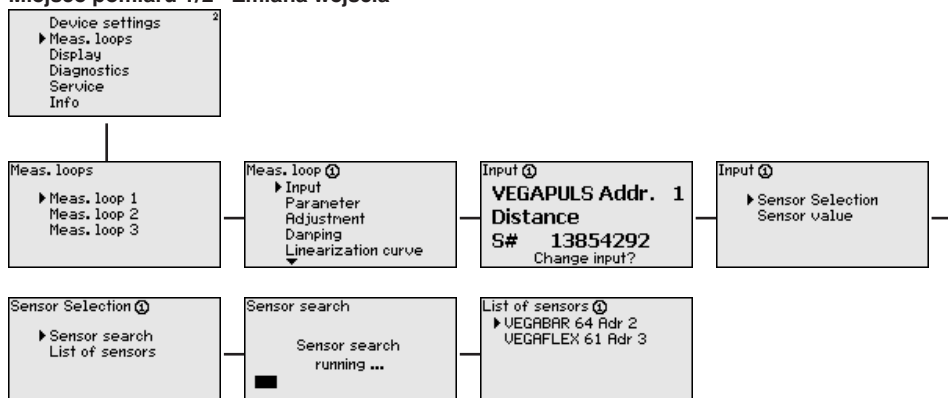 Miejsce pomiaru 1/2 - Zmiana wejścia
Device settings 2
Meas. loops
Display
Diagnostics
Service
Info
Meas. loops
Meas. loop 1
Meas. loop 2
Meas. loop 3
Meas. loop ①
Input
Parameter
Adjustment
Damping
Linearization curve
Input ①
VEGAPULS Addr. 1
Distance
S# 13854292
Change input?
Input ①
Sensor Selection
Sensor value
Sensor Selection ①
Sensor search
List of sensors
Sensor search
Sensor search
running ...
List of sensors ①
VEGABAR 64 Adr 2
VEGAFLEX 61 Adr 3